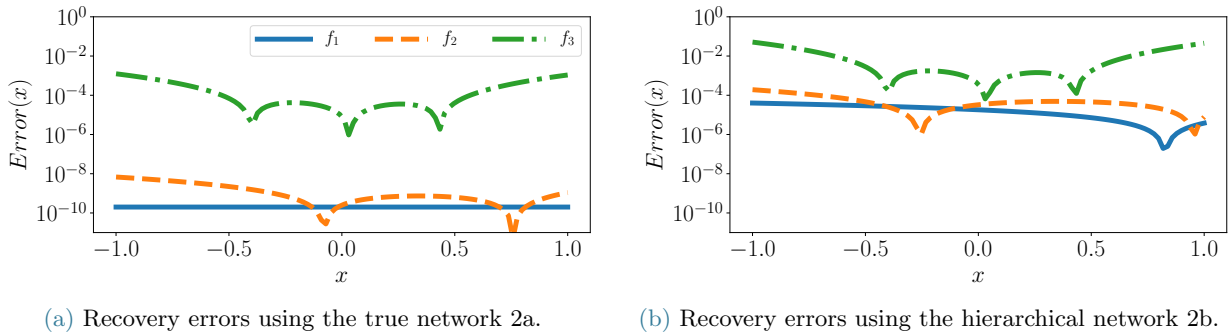 10^0
10^{-2}
10^{-4}
10^{-6}
10^{-8}
10^{-10}
Error(x)
f_1 f_2 f_3
−1.0 −0.5 0.0 0.5 1.0
x
(a) Recovery errors using the true network 2a.
10^0
10^{-2}
10^{-4}
10^{-6}
10^{-8}
10^{-10}
Error(x)
−1.0 −0.5 0.0 0.5 1.0
x
(b) Recovery errors using the hierarchical network 2b.